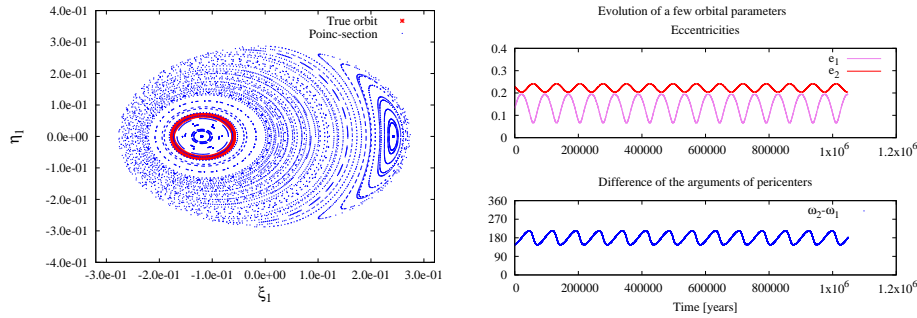 True orbit
Poinc-section
4.0e-01
3.0e-01
2.0e-01
1.0e-01
0.0e+00
-1.0e-01
-2.0e-01
-3.0e-01
-4.0e-01
η1
-3.0e-01 -2.0e-01 -1.0e-01 0.0e+00 1.0e-01 2.0e-01 3.0e-01
ξ1
Evolution of a few orbital parameters
Eccentricities
e1
e2
0.4
0.3
0.2
0.1
0
0 200000 400000 600000 800000 1x10^6 1.2x10^6
Difference of the arguments of pericenters
ω2-ω1
360
270
180
90
0
0 200000 400000 600000 800000 1x10^6 1.2x10^6
Time [years]